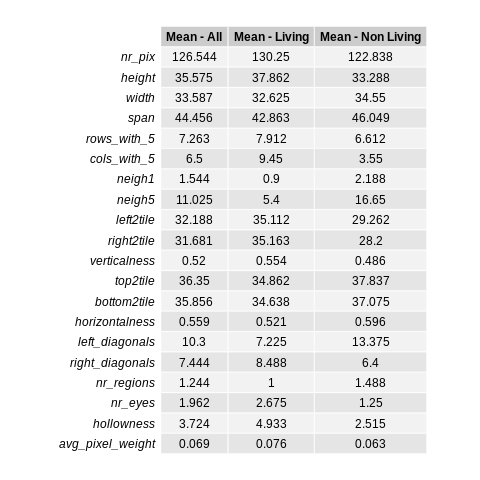 Mean - All Mean - Living Mean - Non Living
nr_pix 126.544 130.25 122.838
height 35.575 37.862 33.288
width 33.587 32.625 34.55
span 44.456 42.863 46.049
rows_with_5 7.263 7.912 6.612
cols_with_5 6.5 9.45 3.55
neigh1 1.544 0.9 2.188
neigh5 11.025 5.4 16.65
left2tile 32.188 35.112 29.262
right2tile 31.681 35.163 28.2
verticalness 0.52 0.554 0.486
top2tile 36.35 34.862 37.837
bottom2tile 35.856 34.638 37.075
horizontalness 0.559 0.521 0.596
left_diagonals 10.3 7.225 13.375
right_diagonals 7.444 8.488 6.4
nr_regions 1.244 1 1.488
nr_eyes 1.962 2.675 1.25
hollowness 3.724 4.933 2.515
avg_pixel_weight 0.069 0.076 0.063